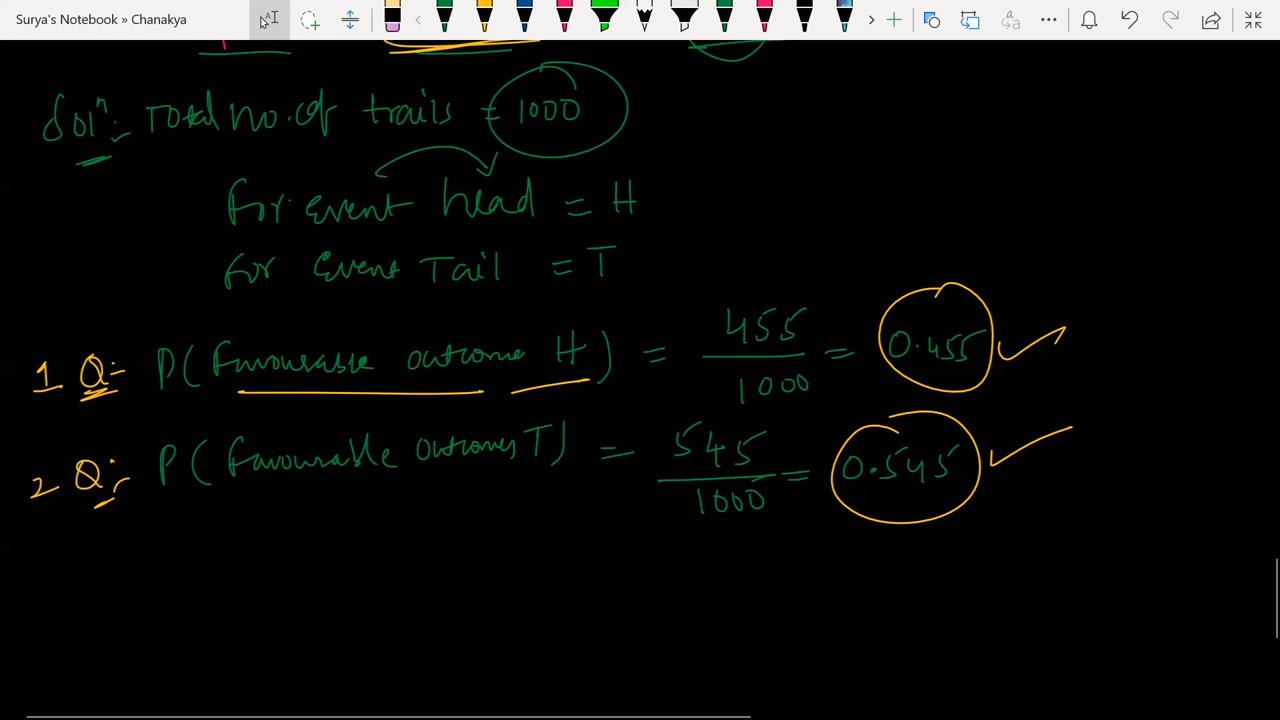 Surya's Notebook » Chanakya
Solⁿ:- Total no. of trails = 1000
for event head = H
for event Tail = T
1 Q:- P(favourable outcome H) = 455/1000 = 0.455
2 Q:- P(favourable outcomes T) = 545/1000 = 0.545